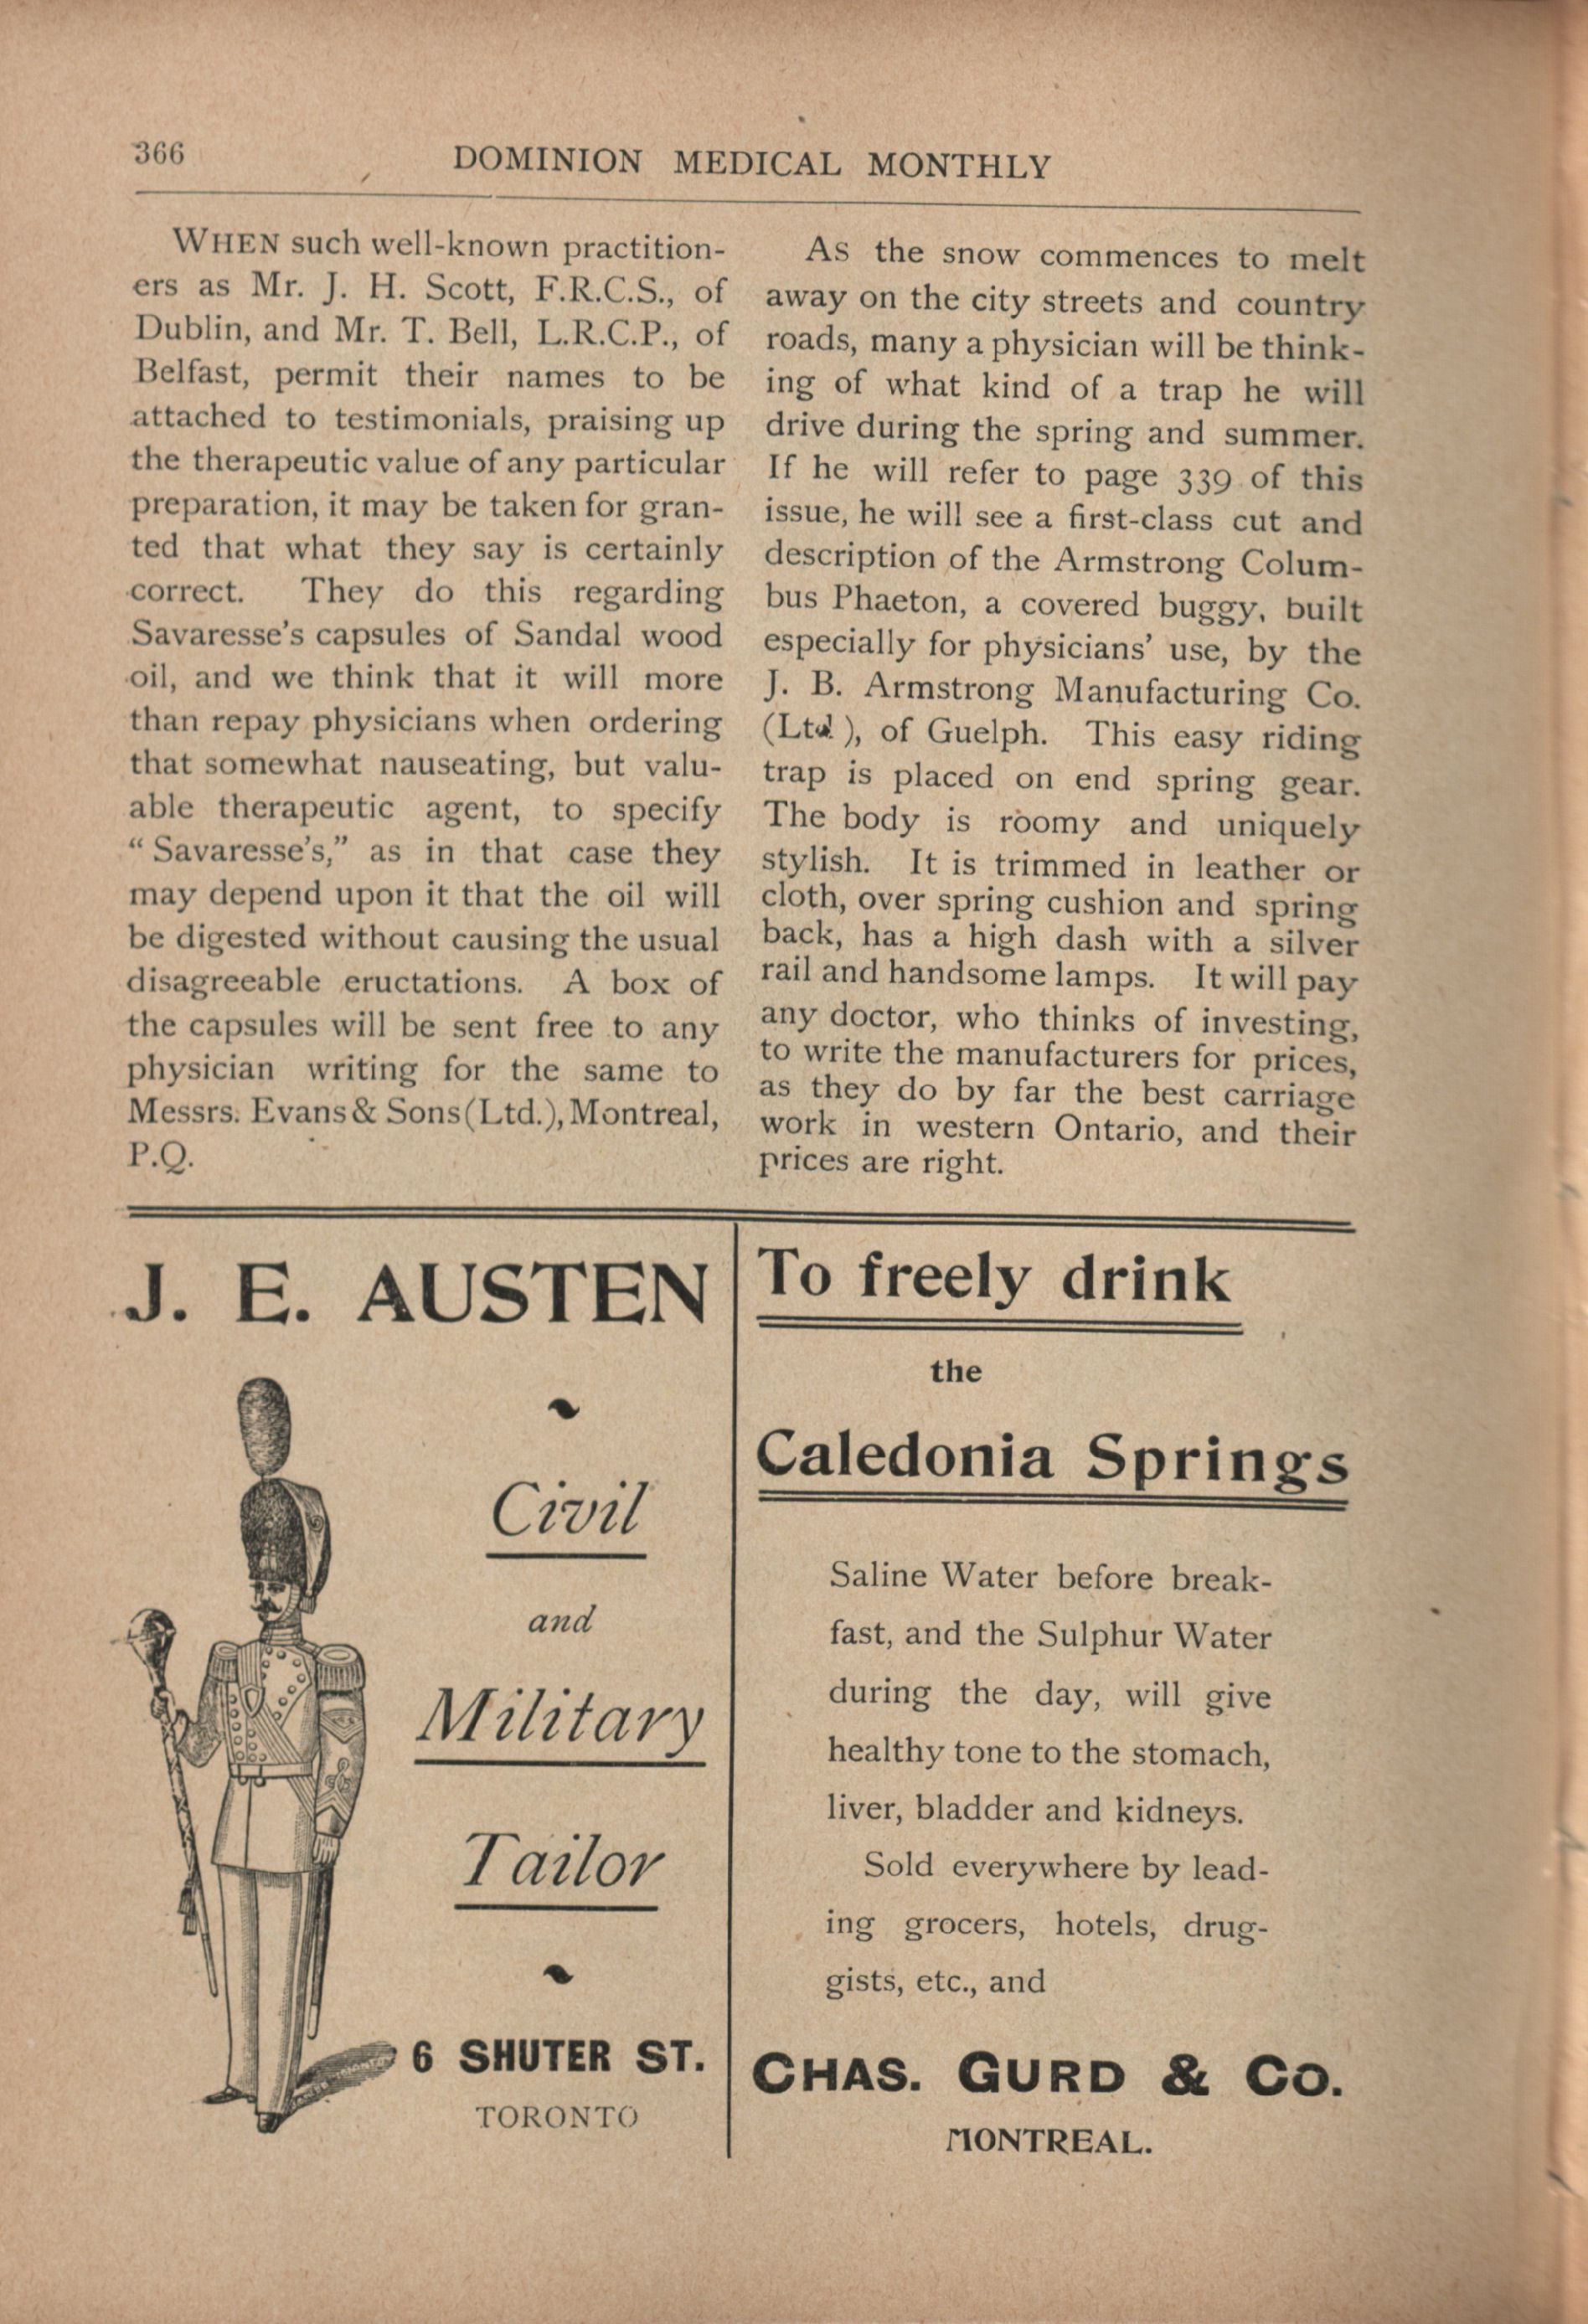 366
DOMINION MEDICAL MONTHLY
WHEN such well-known practition-
ers as Mr. J. H. Scott, F.R.C.S., of
Dublin, and Mr. T. Bell, L.R.C.P., of
Belfast, permit their names to be
attached to testimonials, praising up
the therapeutic value of any particular
preparation, it may be taken for gran-
ted that what they say is certainly
correct. They do this regarding
Savaresse's capsules of Sandal wood
oil, and we think that it will more
than repay physicians when ordering
that somewhat nauseating, but valu-
able therapeutic agent, to specify
"Savaresse's," as in that case they
may depend upon it that the oil will
be digested without causing the usual
disagreeable eructations. A box of
the capsules will be sent free to any
physician writing for the same to
Messrs. Evans & Sons (Ltd.), Montreal,
P.Q.
As the snow commences to melt
away on the city streets and country
roads, many a physician will be think-
ing of what kind of a trap he will
drive during the spring and summer.
If he will refer to page 339 of this
issue, he will see a first-class cut and
description of the Armstrong Colum-
bus Phaeton, a covered buggy, built
especially for physicians' use, by the
J. B. Armstrong Manufacturing Co.
(Ltd ), of Guelph. This easy riding
trap is placed on end spring gear.
The body is roomy and uniquely
stylish. It is trimmed in leather or
cloth, over spring cushion and spring
back, has a high dash with a silver
rail and handsome lamps. It will pay
any doctor, who thinks of investing,
to write the manufacturers for prices,
as they do by far the best carriage
work in western Ontario, and their
prices are right.
J. E. AUSTEN
Civil
and
Military
Tailor
6 SHUTER ST.
TORONTO
To freely drink
the
Caledonia Springs
Saline Water before break-
fast, and the Sulphur Water
during the day, will give
healthy tone to the stomach,
liver, bladder and kidneys.
Sold everywhere by lead-
ing grocers, hotels, drug-
gists, etc., and
CHAS. GURD & CO.
MONTREAL.